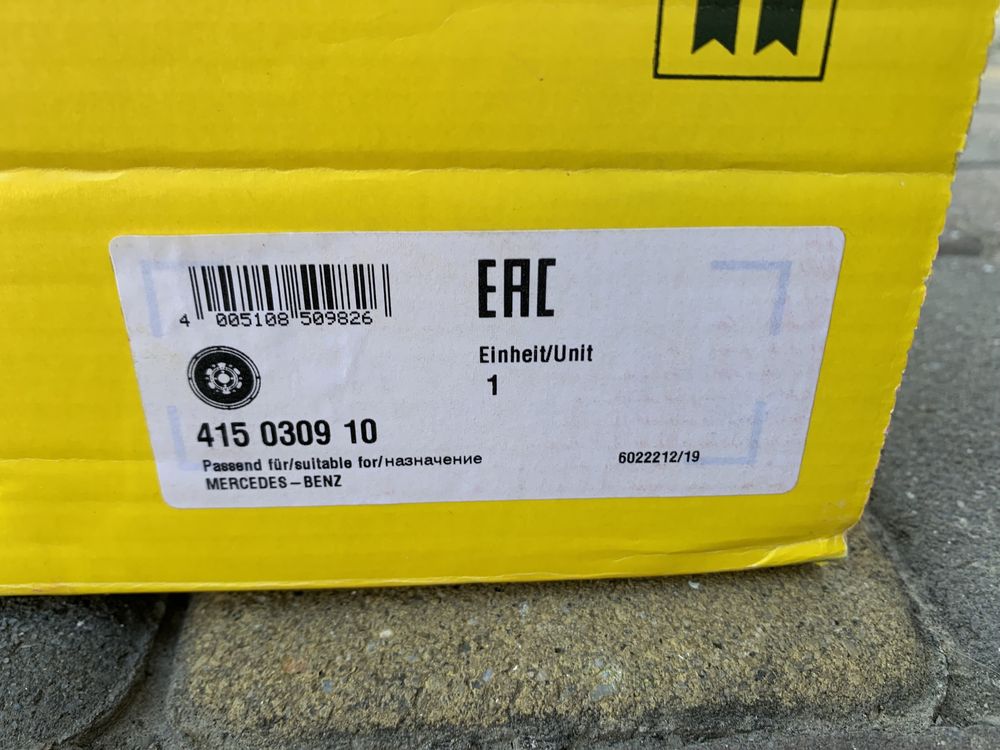 EAC
4 005108 509826
Einheit/Unit
1
415 0309 10
Passend für/suitable for/назначение
MERCEDES-BENZ
6022212/19